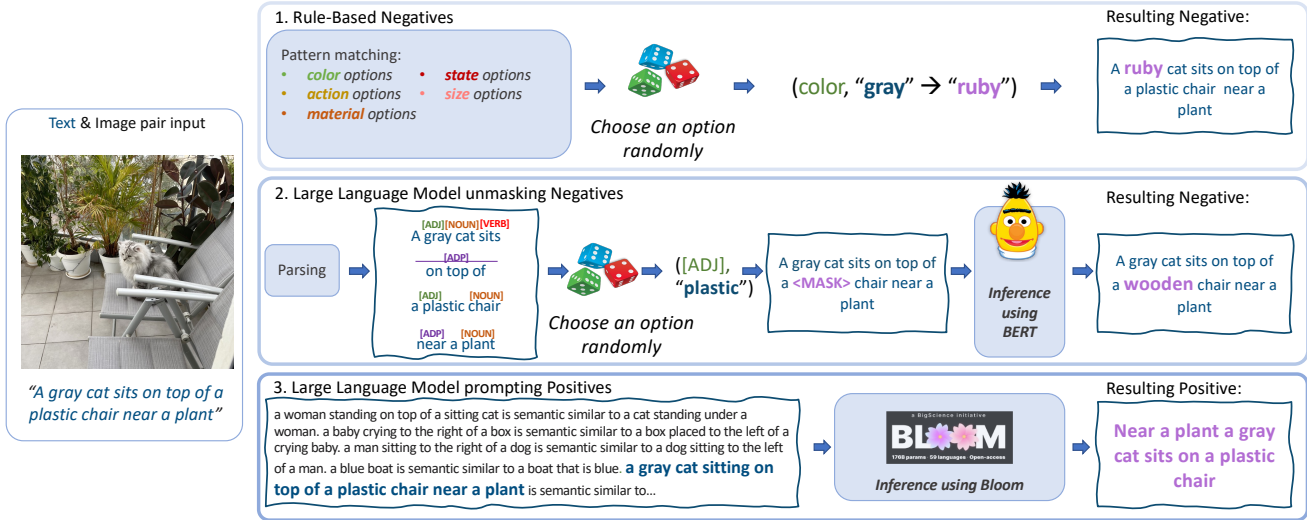 Text & Image pair input
“A gray cat sits on top of a
plastic chair near a plant”
1. Rule-Based Negatives
Pattern matching:
• color options
• state options
• action options
• size options
• material options
Choose an option
randomly
(color, “gray” → “ruby”)
Resulting Negative:
A ruby cat sits on top of
a plastic chair near a
plant
2. Large Language Model unmasking Negatives
Parsing
[ADJ][NOUN][VERB]
A gray cat sits
[ADP]
on top of
[ADJ] [NOUN]
a plastic chair
[ADP] [NOUN]
near a plant
Choose an option
randomly
([ADJ],
“plastic”)
A gray cat sits on top of
a <MASK> chair near a
plant
Inference
using
BERT
Resulting Negative:
A gray cat sits on top of
a wooden chair near a
plant
3. Large Language Model prompting Positives
a woman standing on top of a sitting cat is semantic similar to a cat standing under a
woman. a baby crying to the right of a box is semantic similar to a box placed to the left of a
crying baby. a man sitting to the right of a dog is semantic similar to a dog sitting to the left
of a man. a blue boat is semantic similar to a boat that is blue. a gray cat sitting on
top of a plastic chair near a plant is semantic similar to...
a BigScience initiative
BLOOM
176B params 59 languages Open-access
Inference using Bloom
Resulting Positive:
Near a plant a gray
cat sits on a plastic
chair